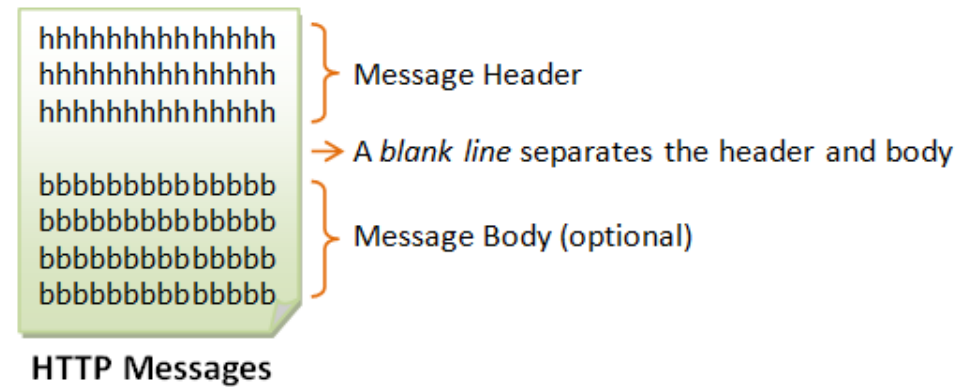 hhhhhhhhhhhhhh
hhhhhhhhhhhhhh
hhhhhhhhhhhhhh
Message Header
A blank line separates the header and body
bbbbbbbbbbbbbb
bbbbbbbbbbbbbb
bbbbbbbbbbbbbb
bbbbbbbbbbbbbb
Message Body (optional)
HTTP Messages